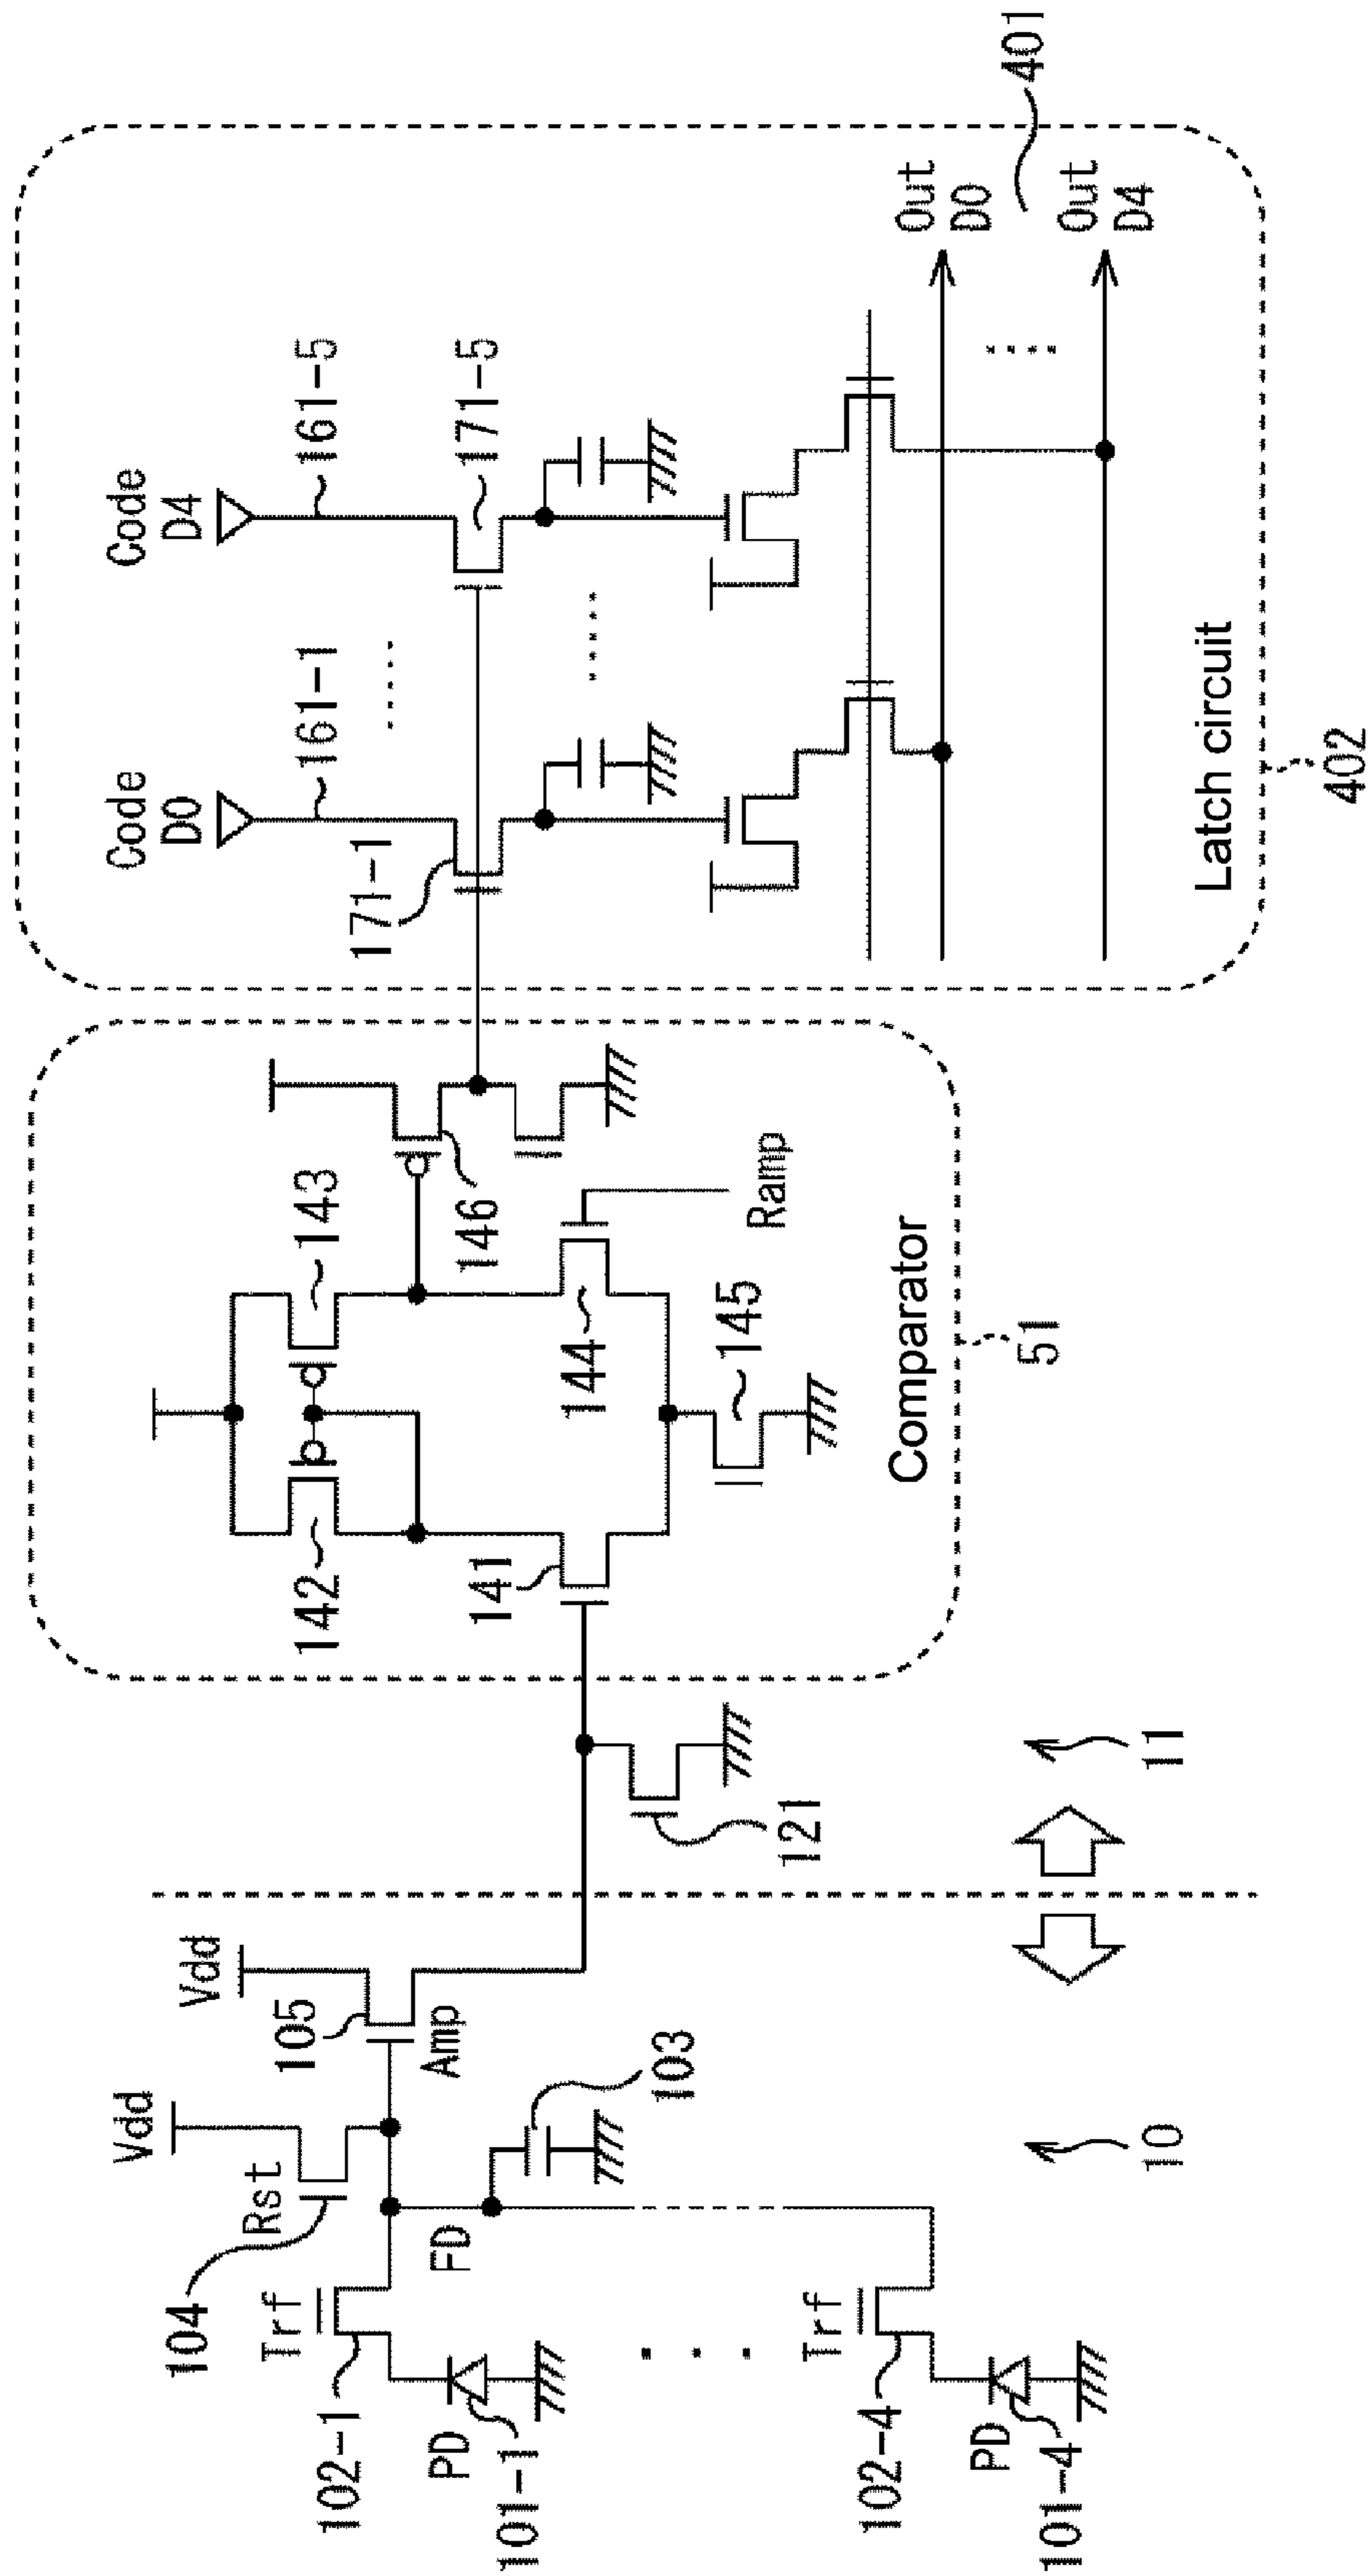 Vdd
Vdd
104
Rst
105
Amp
Trf
102-1
FD
103
PD
101-1
Trf
102-4
PD
101-4
10
11
121
142
143
141
144
146
145
Ramp
Comparator
51
Code
D0
161-1
Code
D4
161-5
171-1
171-5
Out
D0
Out
D4
401
Latch circuit
402